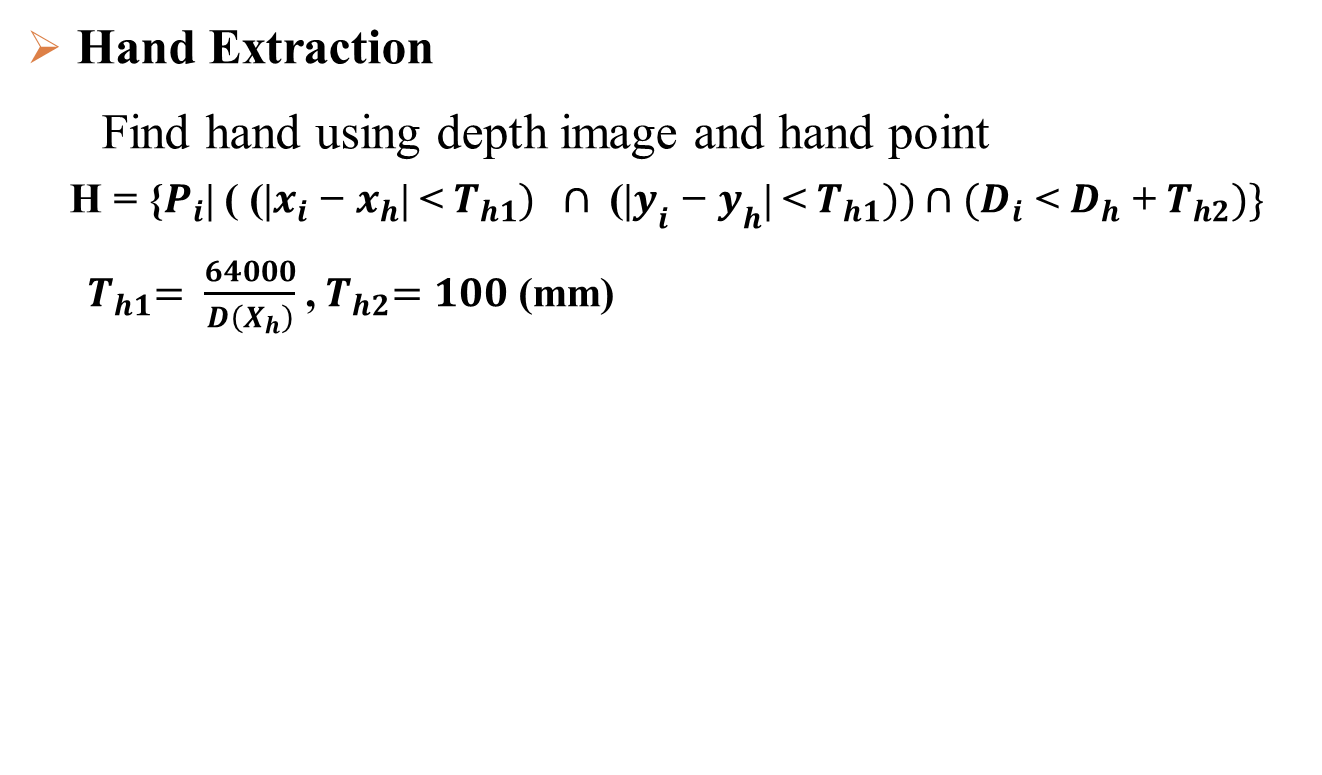 ➢ Hand Extraction
Find hand using depth image and hand point
H = {𝑷ᵢ| ( (|𝒙ᵢ − 𝒙ₕ| < 𝑻ₕ₁) ∩ (|𝒚ᵢ − 𝒚ₕ| < 𝑻ₕ₁)) ∩ (𝑫ᵢ < 𝑫ₕ + 𝑻ₕ₂)}
𝑻ₕ₁= 64000/𝑫(𝑿ₕ) , 𝑻ₕ₂= 100 (mm)